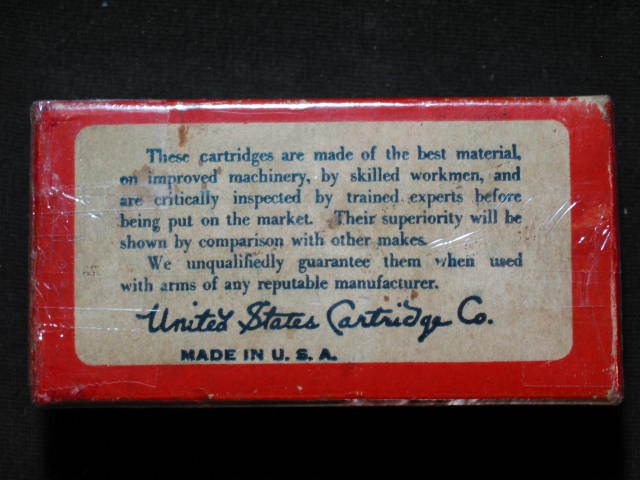 These cartridges are made of the best material,
on improved machinery, by skilled workmen, and
are critically inspected by trained experts before
being put on the market. Their superiority will be
shown by comparison with other makes.
We unqualifiedly guarantee them when used
with arms of any reputable manufacturer.
United States Cartridge Co.
MADE IN U. S. A.